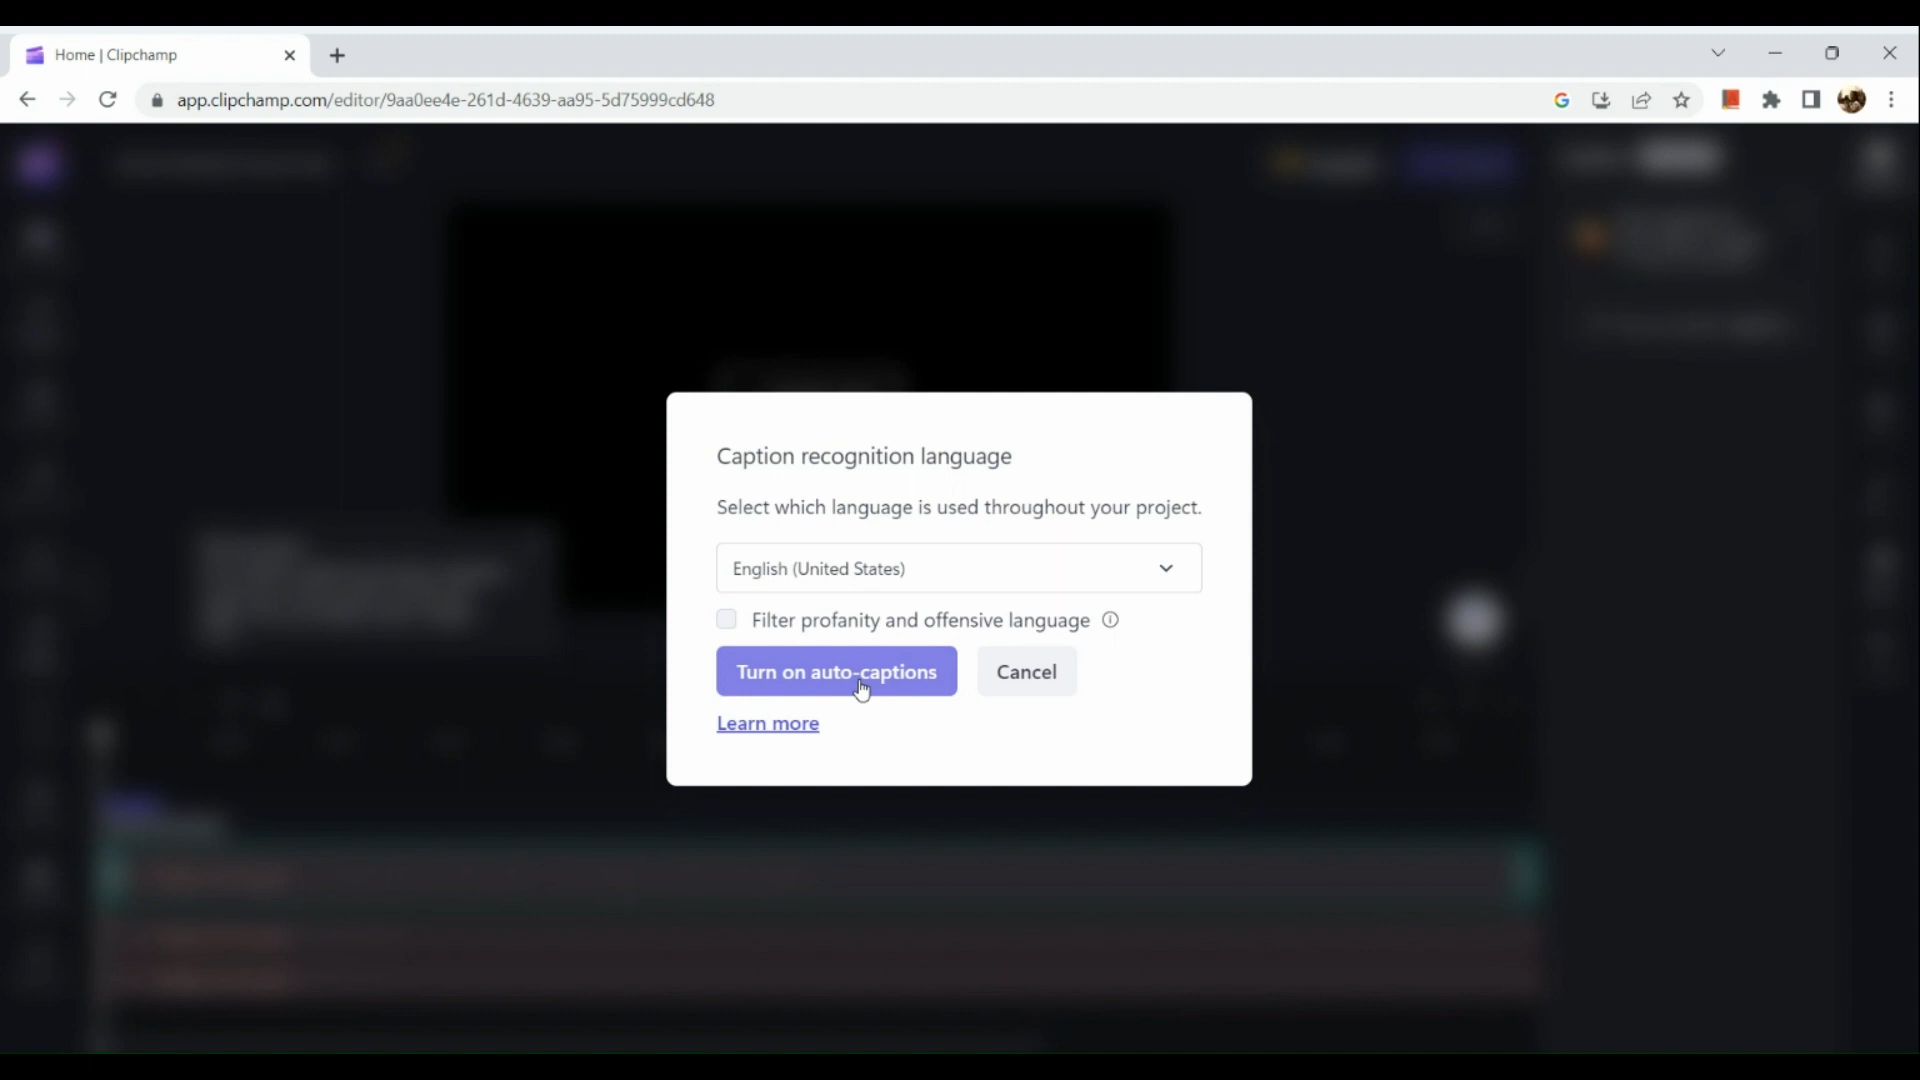 Home | Clipchamp
app.clipchamp.com/editor/9aa0ee4e-261d-4639-aa95-5d75999cd648
Caption recognition language
Select which language is used throughout your project.
English (United States)
Filter profanity and offensive language
Turn on auto-captions
Cancel
Learn more